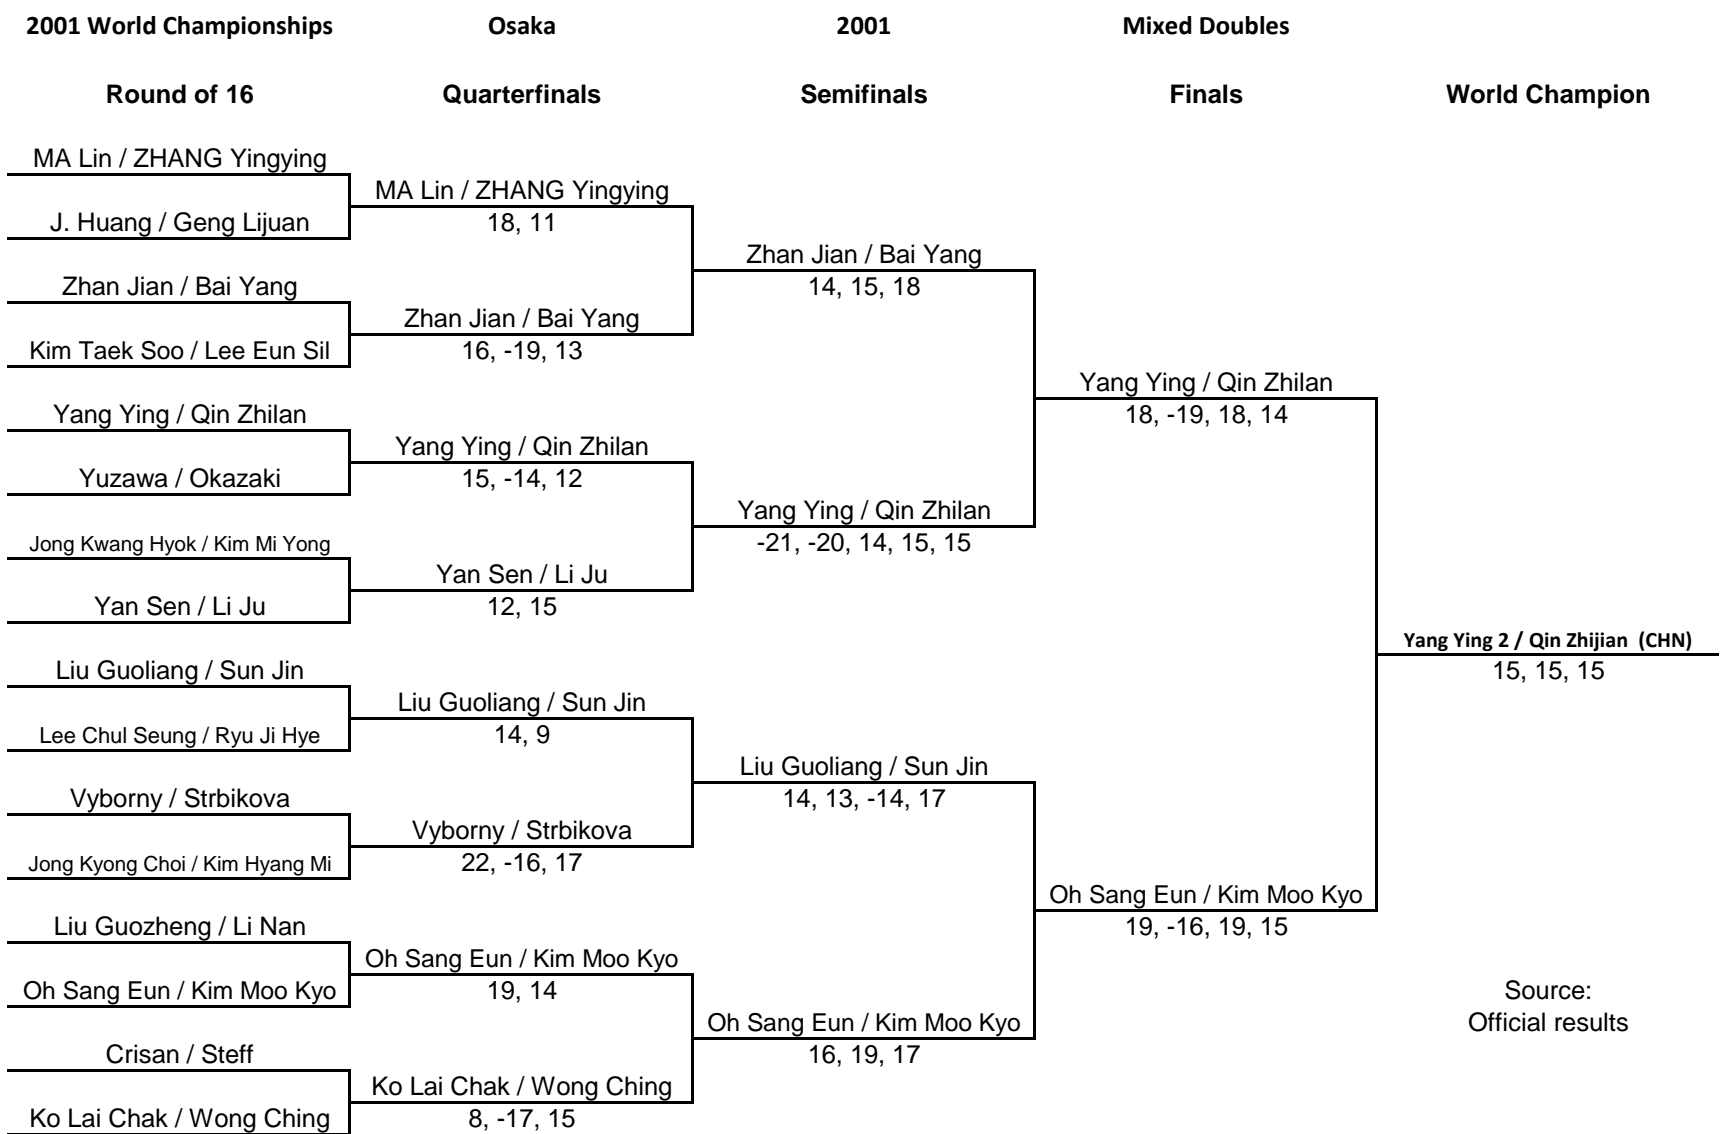 2001 World Championships Osaka 2001 Mixed Doubles
Round of 16 Quarterfinals Semifinals Finals World Champion
MA Lin / ZHANG Yingying
MA Lin / ZHANG Yingying
J. Huang / Geng Lijuan
18, 11
Zhan Jian / Bai Yang
14, 15, 18
Zhan Jian / Bai Yang
Zhan Jian / Bai Yang
Kim Taek Soo / Lee Eun Sil
16, -19, 13
Yang Ying / Qin Zhilan
18, -19, 18, 14
Yang Ying / Qin Zhilan
Yang Ying / Qin Zhilan
Yuzawa / Okazaki
15, -14, 12
Yang Ying / Qin Zhilan
-21, -20, 14, 15, 15
Jong Kwang Hyok / Kim Mi Yong
Yan Sen / Li Ju
Yan Sen / Li Ju
12, 15
Yang Ying 2 / Qin Zhijian (CHN)
15, 15, 15
Liu Guoliang / Sun Jin
Liu Guoliang / Sun Jin
Lee Chul Seung / Ryu Ji Hye
14, 9
Liu Guoliang / Sun Jin
14, 13, -14, 17
Vyborny / Strbikova
Vyborny / Strbikova
Jong Kyong Choi / Kim Hyang Mi
22, -16, 17
Oh Sang Eun / Kim Moo Kyo
19, -16, 19, 15
Liu Guozheng / Li Nan
Oh Sang Eun / Kim Moo Kyo
Oh Sang Eun / Kim Moo Kyo
19, 14
Oh Sang Eun / Kim Moo Kyo
16, 19, 17
Crisan / Steff
Ko Lai Chak / Wong Ching
Ko Lai Chak / Wong Ching
8, -17, 15
Source:
Official results